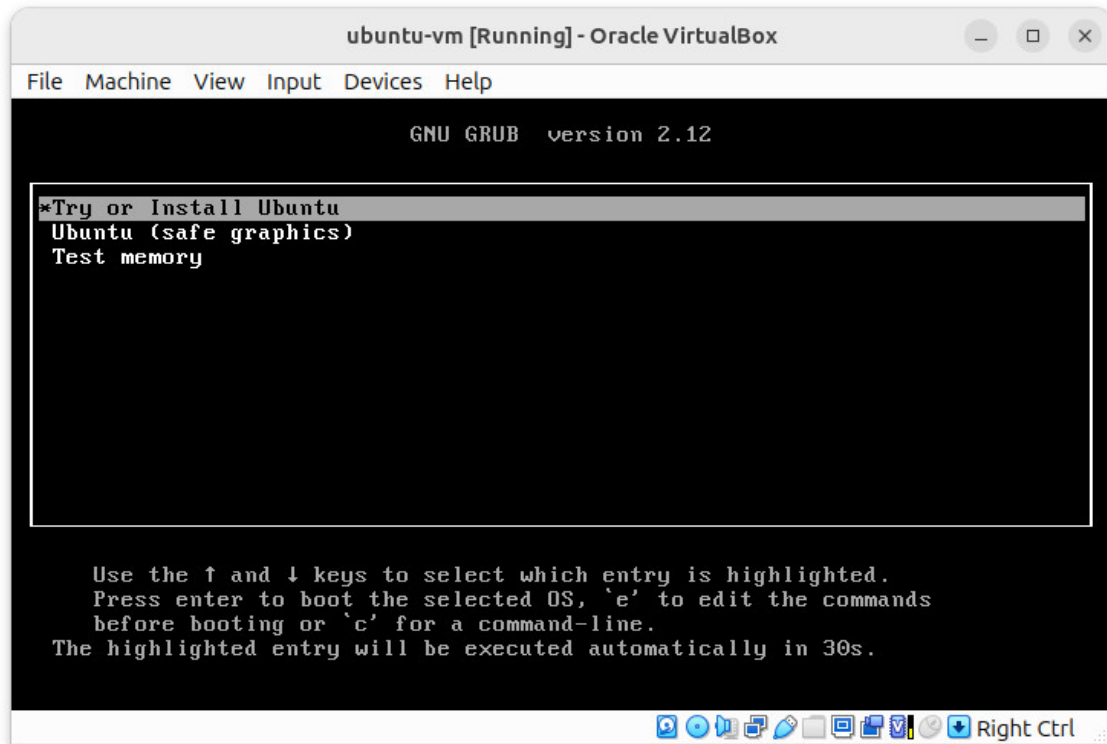 ubuntu-vm [Running] - Oracle VirtualBox
File Machine View Input Devices Help
GNU GRUB version 2.12
*Try or Install Ubuntu
Ubuntu (safe graphics)
Test memory
Use the ↑ and ↓ keys to select which entry is highlighted.
Press enter to boot the selected OS, `e' to edit the commands
before booting or `c' for a command-line.
The highlighted entry will be executed automatically in 30s.
Right Ctrl